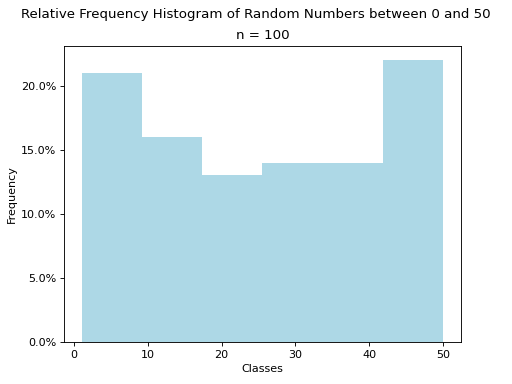 Relative Frequency Histogram of Random Numbers between 0 and 50
n = 100
20.0%
15.0%
10.0%
5.0%
0.0%
Frequency
0 10 20 30 40 50
Classes